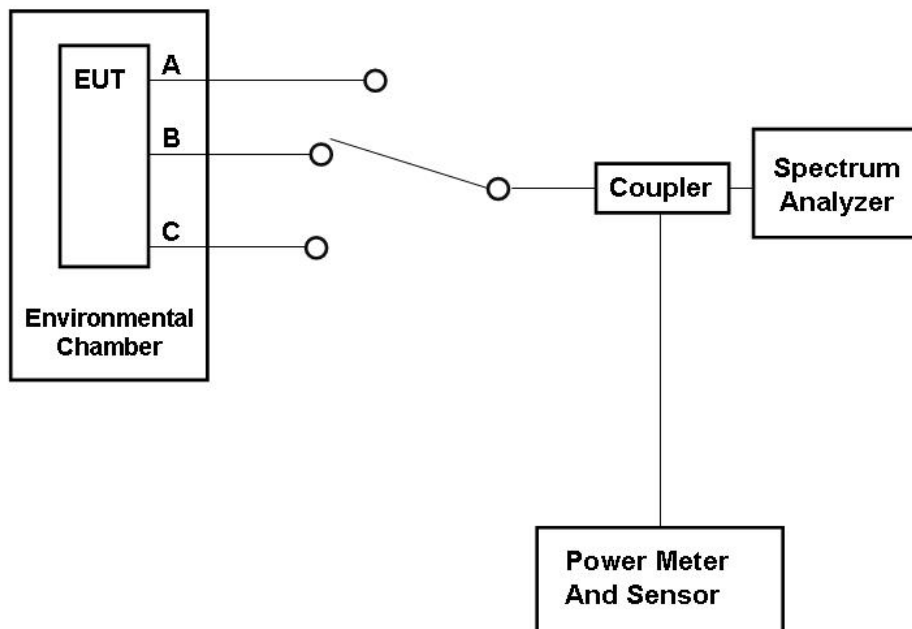 EUT
A
B
C
Environmental
Chamber
Coupler
Spectrum
Analyzer
Power Meter
And Sensor